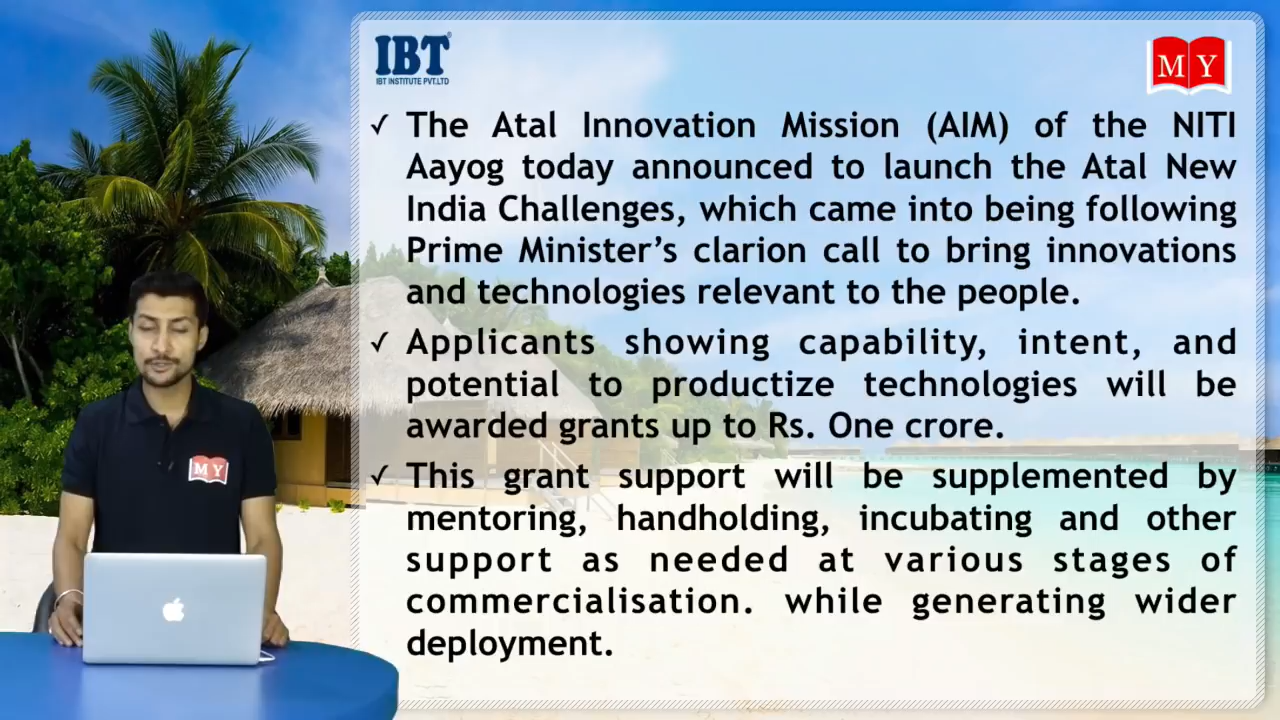 IBT®
IBT INSTITUTE PVT.LTD
M Y
✓ The Atal Innovation Mission (AIM) of the NITI
Aayog today announced to launch the Atal New
India Challenges, which came into being following
Prime Minister’s clarion call to bring innovations
and technologies relevant to the people.
✓ Applicants showing capability, intent, and
potential to productize technologies will be
awarded grants up to Rs. One crore.
✓ This grant support will be supplemented by
mentoring, handholding, incubating and other
support as needed at various stages of
commercialisation. while generating wider
deployment.
MY